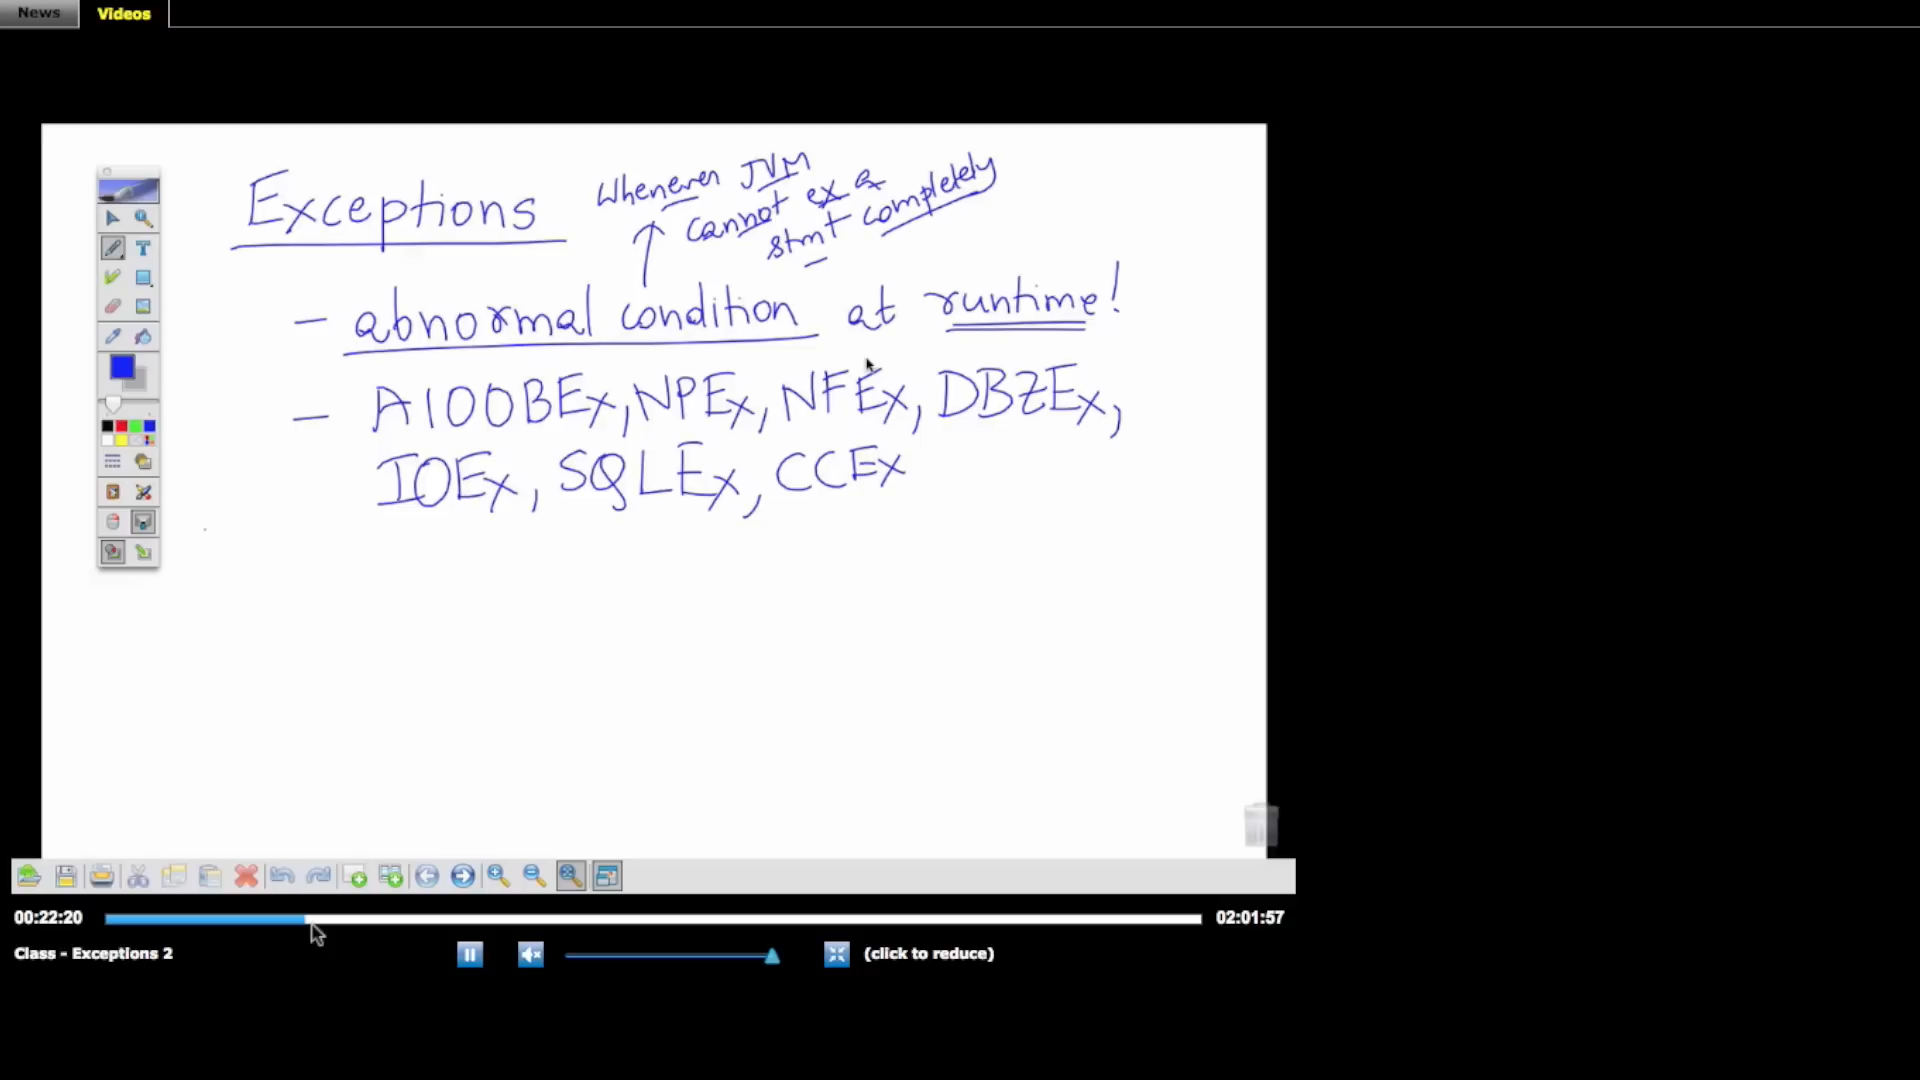 News Videos
Exceptions
Whenever JVM
cannot ex a
stmt completely
- abnormal condition at runtime!
- AIOOBEx, NPEx, NFEx, DBZEx,
IOEx, SQLEx, CCEx
T
00:22:20 02:01:57
Class - Exceptions 2 (click to reduce)